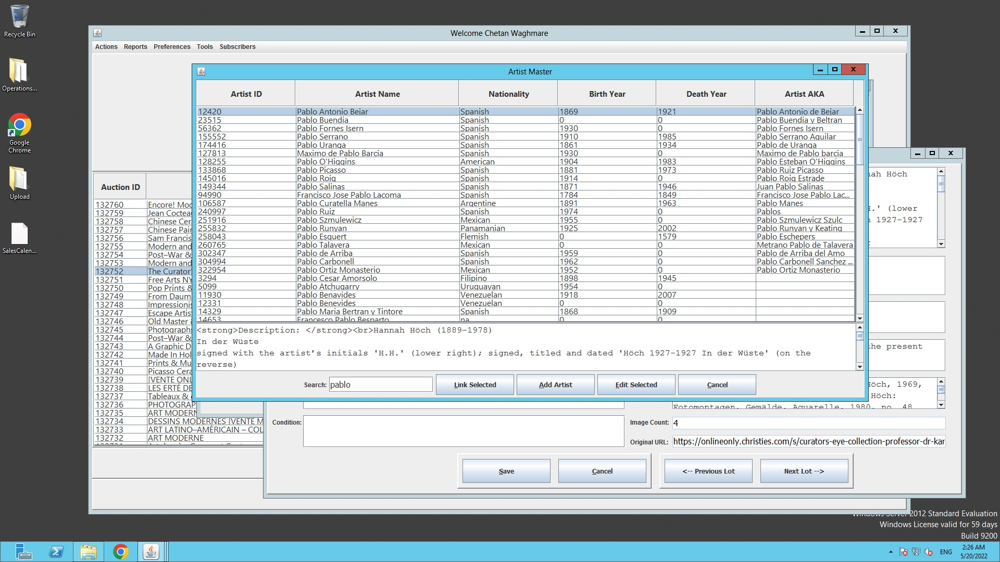 Recycle Bin
Operations...
Google Chrome
Upload
SalesCalen...
Welcome Chetan Waghmare
Actions Reports Preferences Tools Subscribers
Artist Master
Artist ID Artist Name Nationality Birth Year Death Year Artist AKA
12420 Pablo Antonio Bejar Spanish 1869 1921 Pablo Antonio de Bejar
23515 Pablo Buendia Spanish 0 0 Pablo Buendia y Beltran
56362 Pablo Fornes Isern Spanish 1930 0 Pablo Fornes Isern
155552 Pablo Serrano Spanish 1910 1985 Pablo Serrano Aguilar
174416 Pablo Uranga Spanish 1861 1934 Pablo de Uranga
127813 Maximo de Pablo Barcia Spanish 1930 0 Maximo de Pablo barcia
128255 Pablo O'Higgins American 1904 1983 Pablo Esteban O'Higgins
133868 Pablo Picasso Spanish 1881 1973 Pablo Ruiz Picasso
145016 Pablo Roig Spanish 1914 0 Pablo Roig Estrade
149344 Pablo Salinas Spanish 1871 1946 Juan Pablo Salinas
94990 Francisco Jose Pablo Lacoma Spanish 1784 1849 Francisco Jose Pablo Lac...
106587 Pablo Curatella Manes Argentine 1891 1963 Pablo Manes
240997 Pablo Ruiz Spanish 1974 0 Pablos
251916 Pablo Szmulewicz Mexican 1955 0 Pablo Szmulewicz Szulc
255832 Pablo Runyan Panamanian 1925 2002 Pablo Runyan y Keating
258043 Pablo Esquert Flemish 0 1579 Pablo Eschepers
260765 Pablo Talavera Mexican 0 0 Metrano Pablo de Talavera
302347 Pablo de Arriba Spanish 1959 0 Pablo de Arriba del Amo
304994 Pablo Carbonell Spanish 1962 0 Pablo Carbonell Sanchez ...
322954 Pablo Ortiz Monasterio Mexican 1952 0 Pablo Ortiz Monasterio
3294 Pablo Cesar Amorsolo Filipino 1898 1945
5099 Pablo Atchugarry Uruguayan 1954 0
11930 Pablo Benavides Venezuelan 1918 2007
12331 Pablo Benevides Venezuelan 0 0
14329 Pablo Maria Bertran y Tintore Spanish 1868 1909
14653 Francesco Pablo Besparto na 0 0
<strong>Description: </strong><br>Hannah Höch (1889-1978)
In der Wüste
signed with the artist's initials 'H.H.' (lower right); signed, titled and dated 'Höch 1927-1927 In der Wüste' (on the
reverse)
Search: pablo Link Selected Add Artist Edit Selected Cancel
Auction ID
132760 Encore! Mod
132759 Jean Cocteau
132758 Chinese Cer
132757 Chinese Pain
132756 Sam Francis
132755 Modern and
132754 Post–War &
132753 Modern and
132752 The Curator'
132751 Free Arts NY
132750 Pop Prints &
132749 From Daum
132748 Impressionis
132747 Escape Artis
132746 Old Master
132745 Photographs
132744 Post–War &
132743 A Graphic D
132742 Made In Hol
132741 Prints & Mu
132740 Picasso Cera
132739 [VENTE ONL
132738 LES ERTÉ DE
132737 Tableaux &
132736 PHOTOGRAP
132735 ART MODERN
132734 DESSINS MODERNES [VENTE M
132733 ART LATINO–AMÉRICAIN – COL
132732 ART MODERNE
nah Höch
H.' (lower
1927-1927
the present
Höch, 1969,
Höch:
Fotomontagen, Gemälde, Aquarelle, 1980, no. 48
Condition:
Image Count: 4
Original URL: https://onlineonly.christies.com/s/curators-eye-collection-professor-dr-kar
Save Cancel <-- Previous Lot Next Lot -->
Windows Server 2012 Standard Evaluation
Windows License valid for 59 days
Build 9200
ENG
2:26 AM
5/20/2022